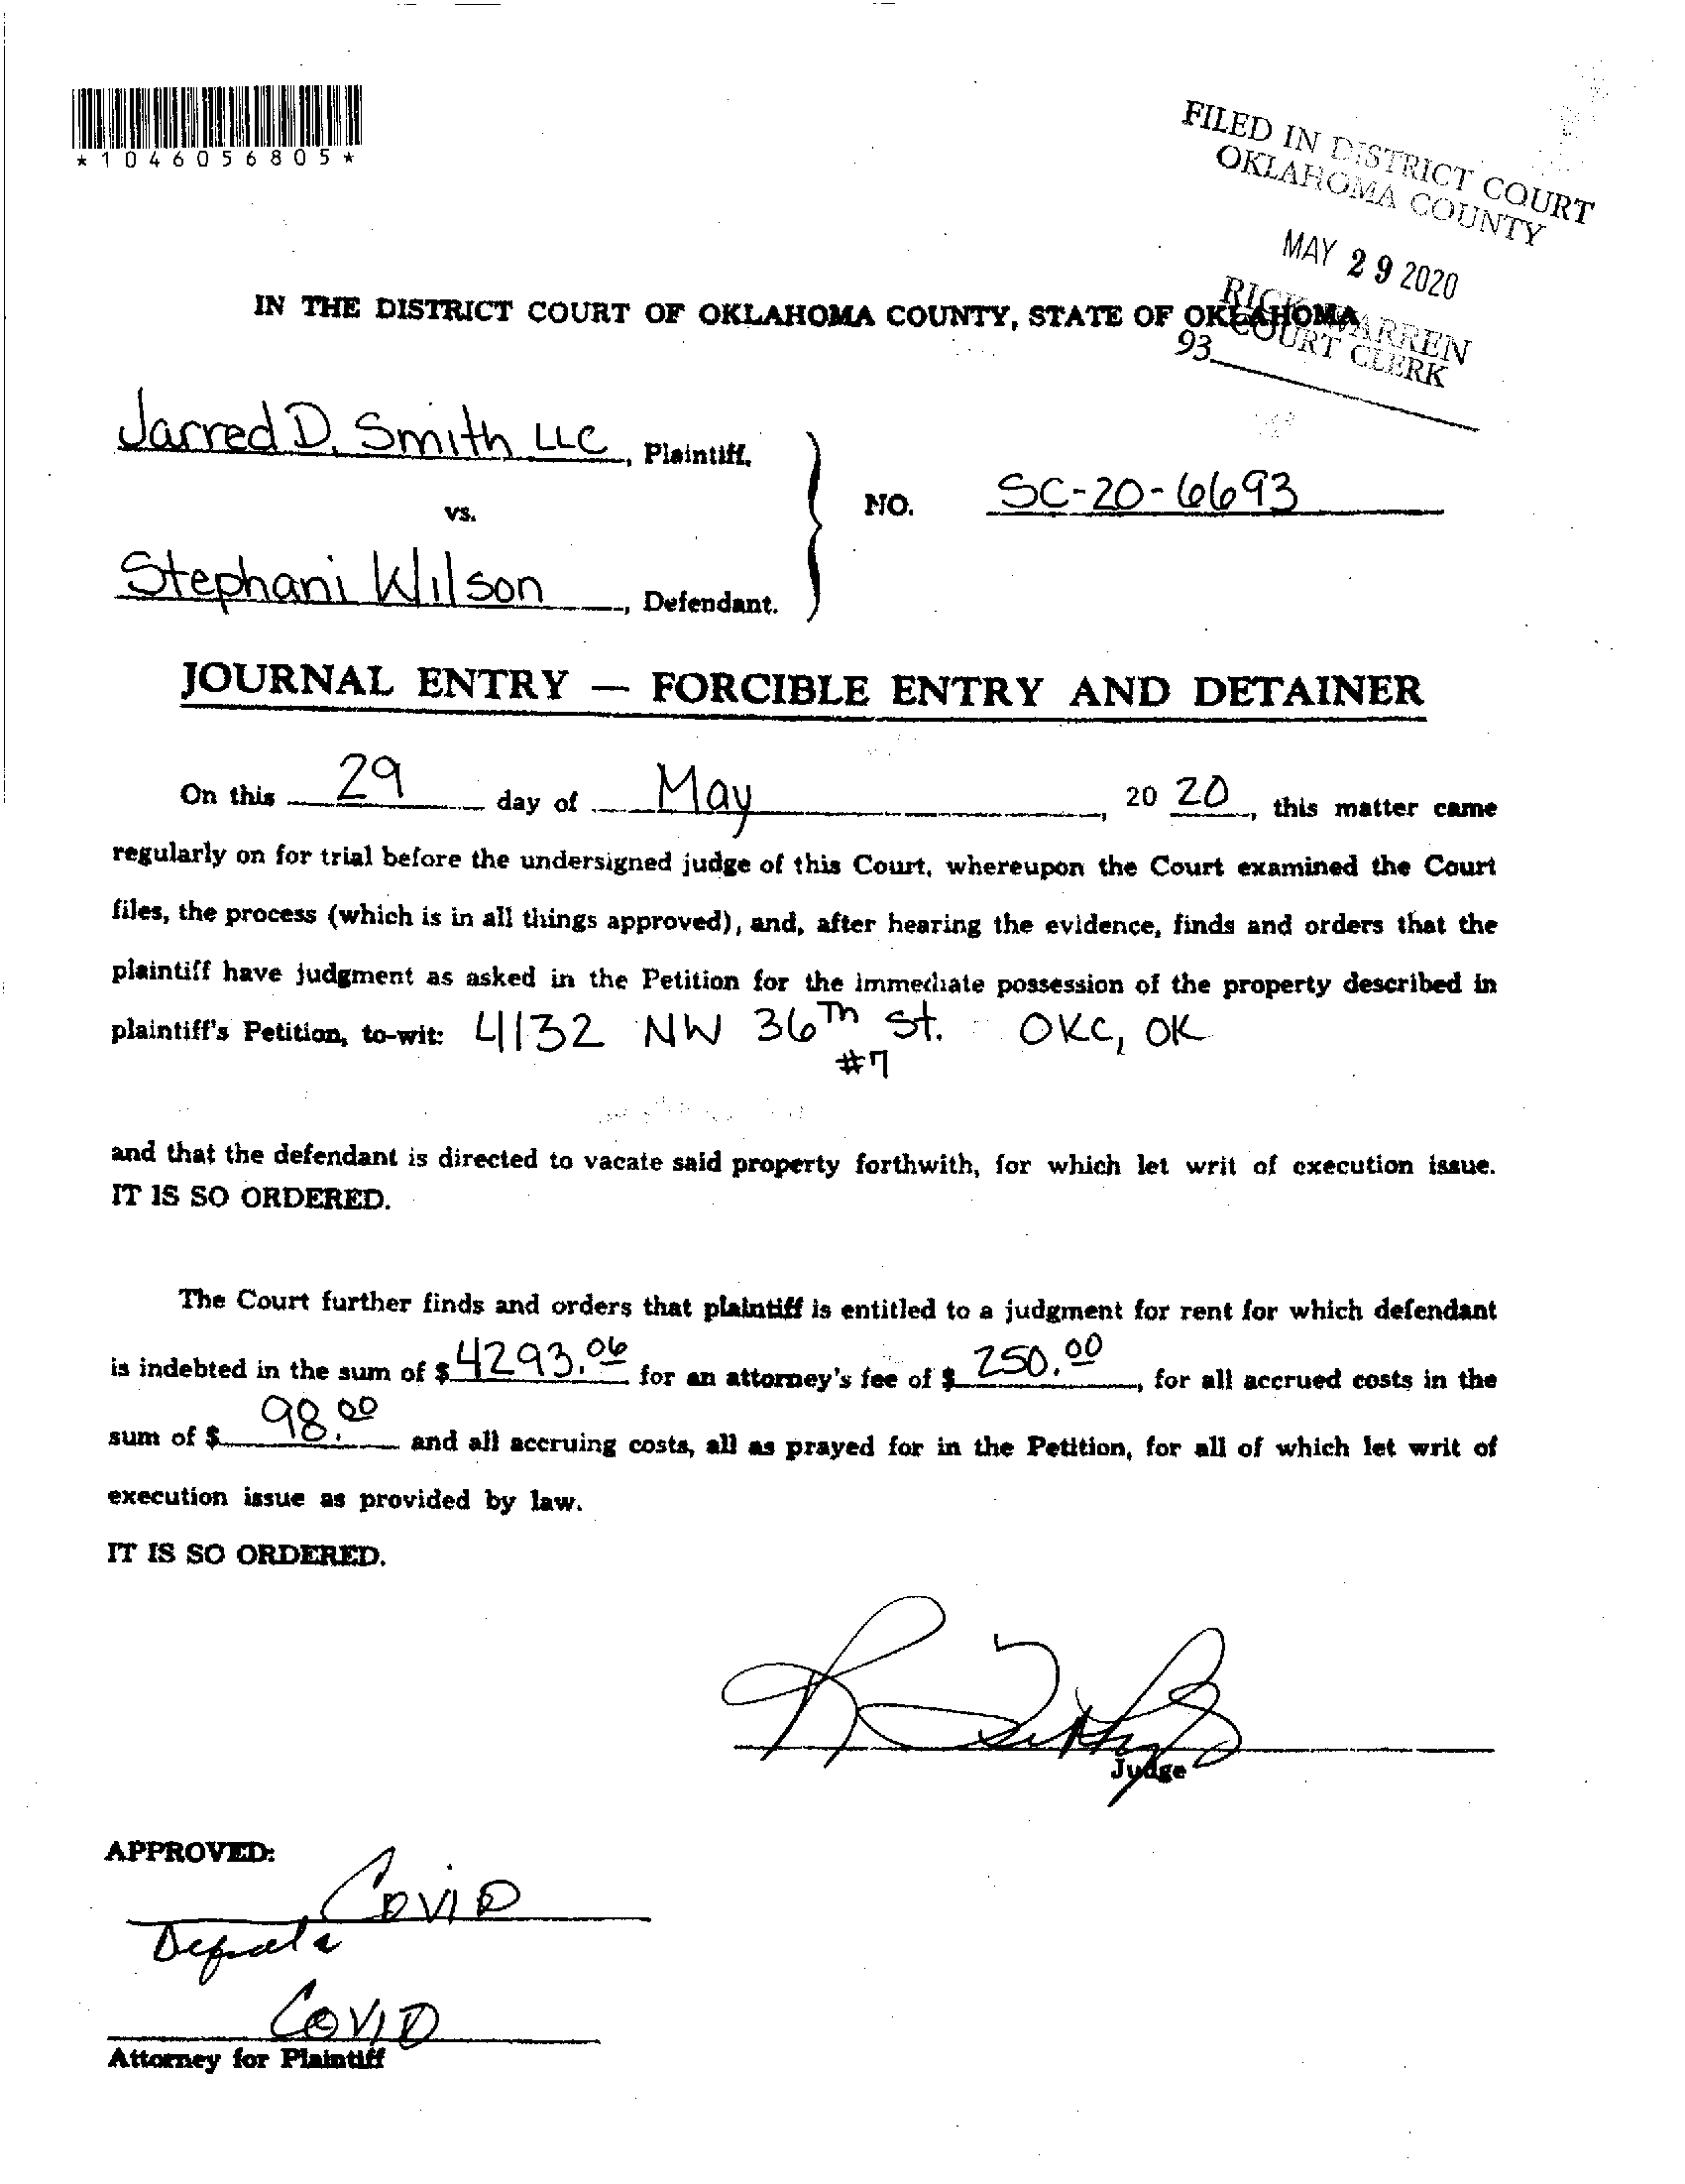 *1046056805*
FILED IN DISTRICT COURT
OKLAHOMA COUNTY
MAY 29 2020
RICK WARREN
COURT CLERK
93
IN THE DISTRICT COURT OF OKLAHOMA COUNTY, STATE OF OKLAHOMA
Jarred D. Smith LLC, Plaintiff,
vs.
NO. SC-20-6693
Stephani Wilson, Defendant.
JOURNAL ENTRY — FORCIBLE ENTRY AND DETAINER
On this 29 day of May, 20 20, this matter came
regularly on for trial before the undersigned judge of this Court, whereupon the Court examined the Court
files, the process (which is in all things approved), and, after hearing the evidence, finds and orders that the
plaintiff have judgment as asked in the Petition for the immediate possession of the property described in
plaintiff's Petition, to-wit: 4132 NW 36Th St. OKC, OK
#7
and that the defendant is directed to vacate said property forthwith, for which let writ of execution issue.
IT IS SO ORDERED.
The Court further finds and orders that plaintiff is entitled to a judgment for rent for which defendant
is indebted in the sum of $ 4293.06 for an attorney's fee of $ 250.00, for all accrued costs in the
sum of $ 98.00 and all accruing costs, all as prayed for in the Petition, for all of which let writ of
execution issue as provided by law.
IT IS SO ORDERED.
Judge
APPROVED:
COVID
COVID
Attorney for Plaintiff